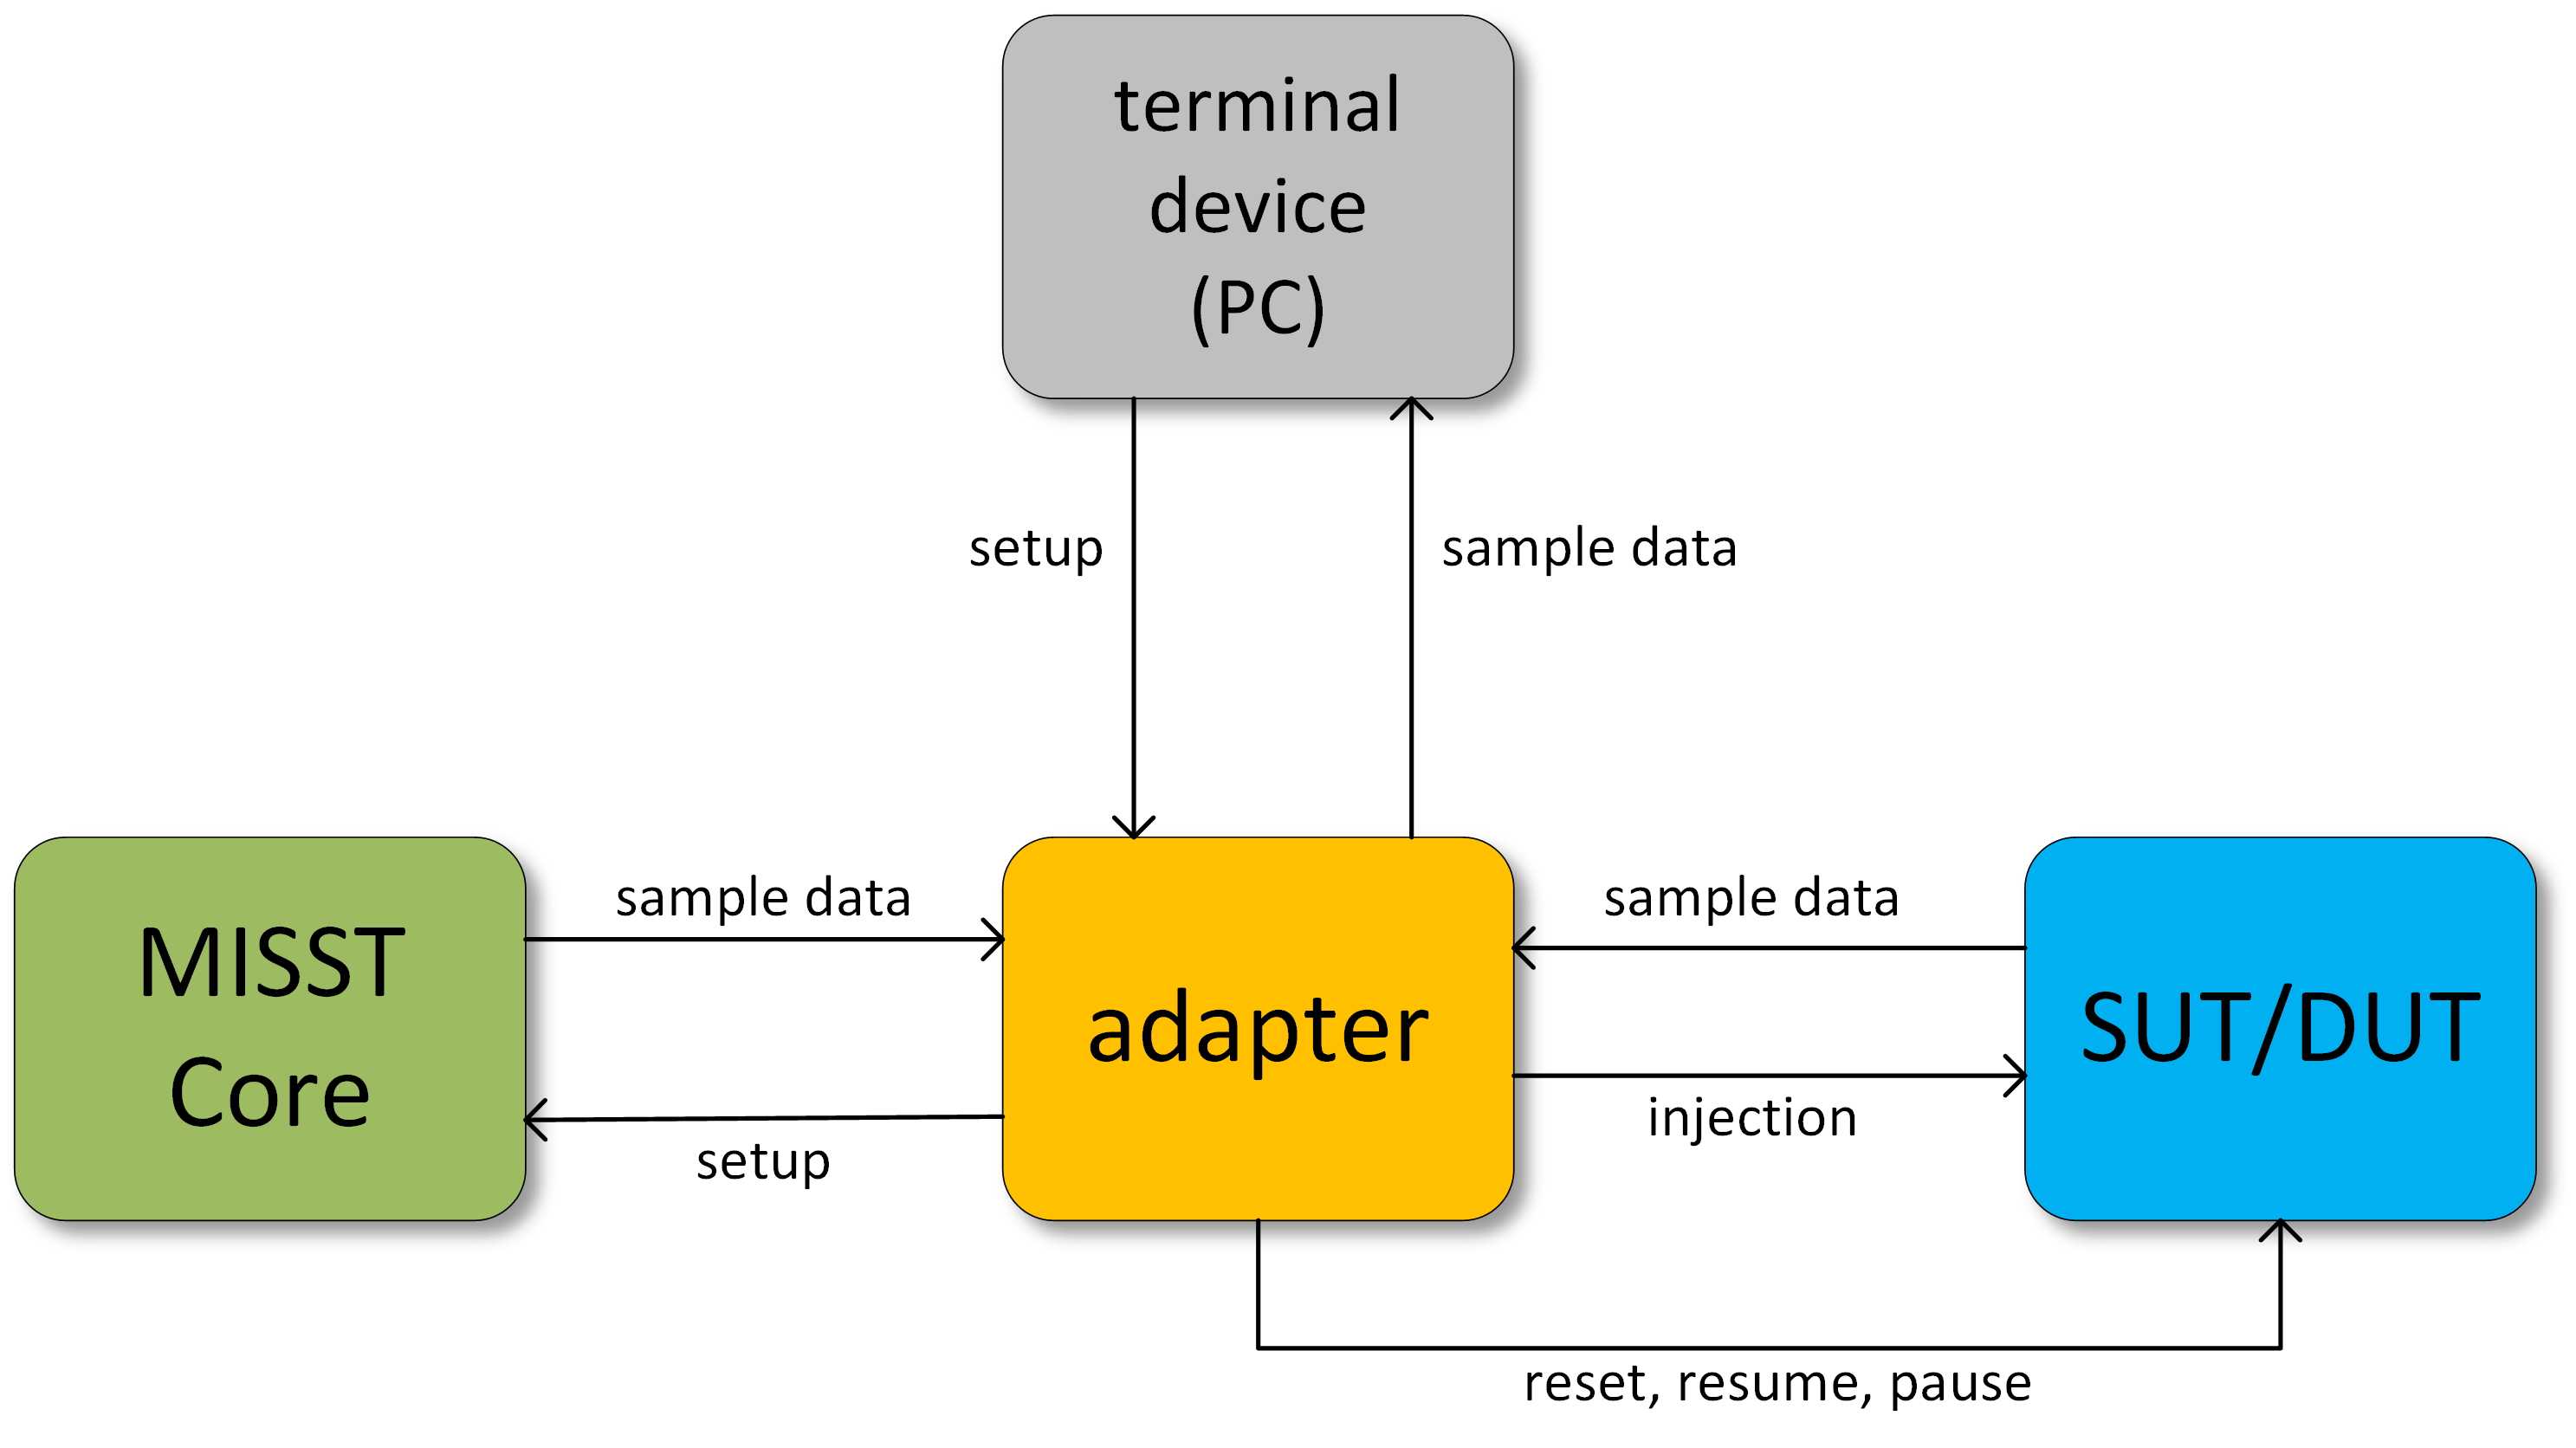 terminal
device
(PC)
setup
sample data
MISST
Core
sample data
setup
adapter
sample data
injection
SUT/DUT
reset, resume, pause